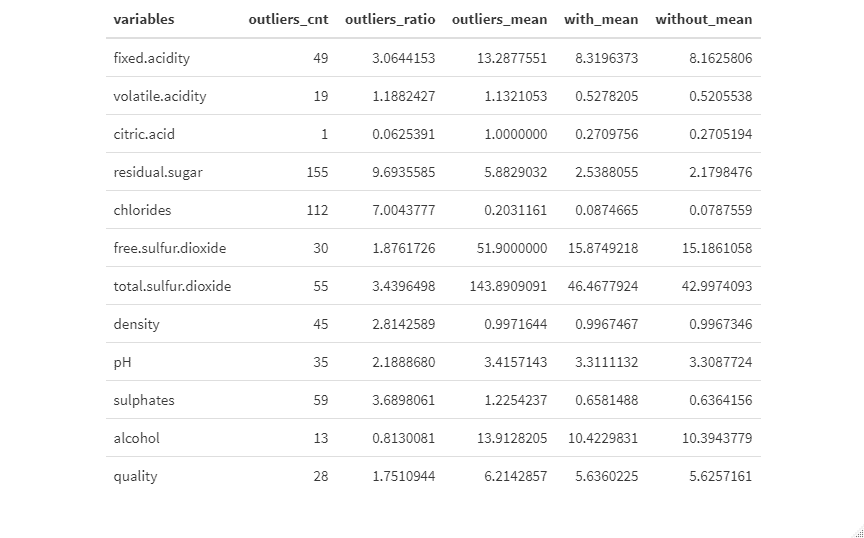 variables outliers_cnt outliers_ratio outliers_mean with_mean without_mean
fixed.acidity 49 3.0644153 13.2877551 8.3196373 8.1625806
volatile.acidity 19 1.1882427 1.1321053 0.5278205 0.5205538
citric.acid 1 0.0625391 1.0000000 0.2709756 0.2705194
residual.sugar 155 9.6935585 5.8829032 2.5388055 2.1798476
chlorides 112 7.0043777 0.2031161 0.0874665 0.0787559
free.sulfur.dioxide 30 1.8761726 51.9000000 15.8749218 15.1861058
total.sulfur.dioxide 55 3.4396498 143.8909091 46.4677924 42.9974093
density 45 2.8142589 0.9971644 0.9967467 0.9967346
pH 35 2.1888680 3.4157143 3.3111132 3.3087724
sulphates 59 3.6898061 1.2254237 0.6581488 0.6364156
alcohol 13 0.8130081 13.9128205 10.4229831 10.3943779
quality 28 1.7510944 6.2142857 5.6360225 5.6257161